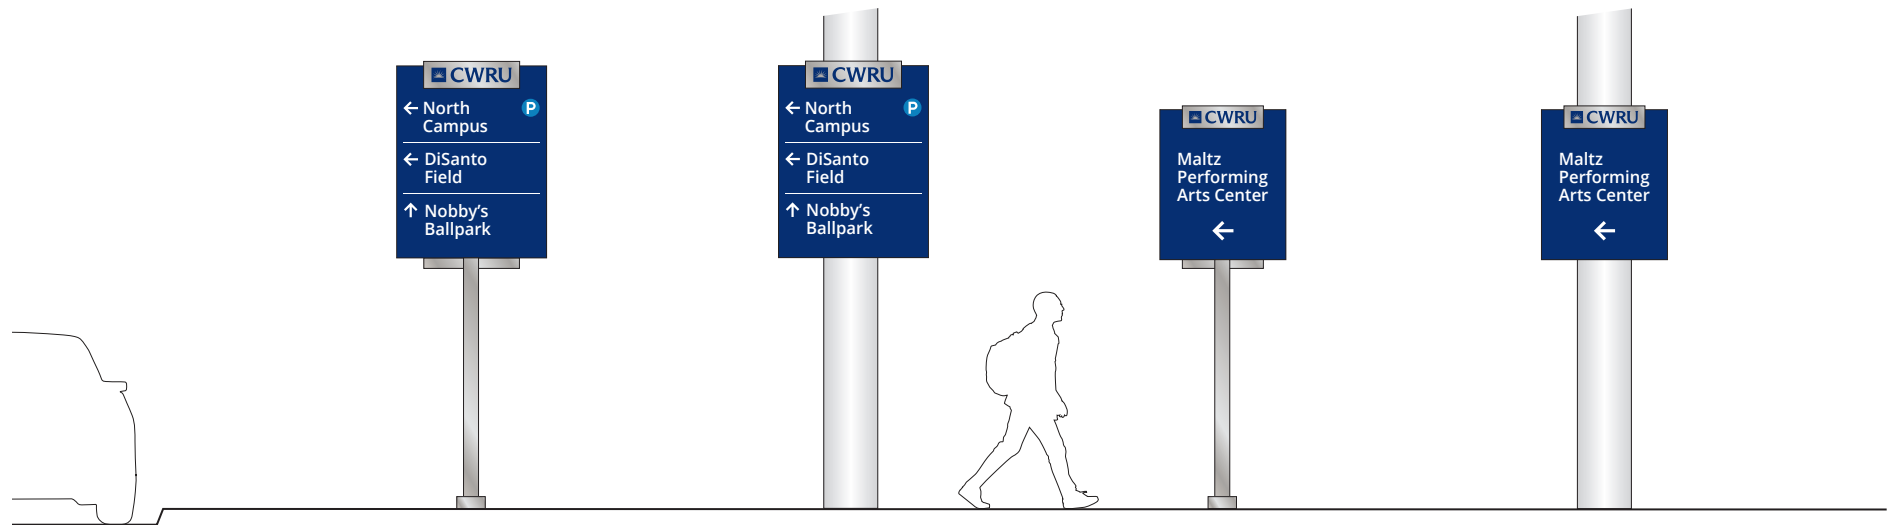 CWRU
← North P
Campus
← DiSanto
Field
↑ Nobby’s
Ballpark
CWRU
← North P
Campus
← DiSanto
Field
↑ Nobby’s
Ballpark
CWRU
Maltz
Performing
Arts Center
←
CWRU
Maltz
Performing
Arts Center
←